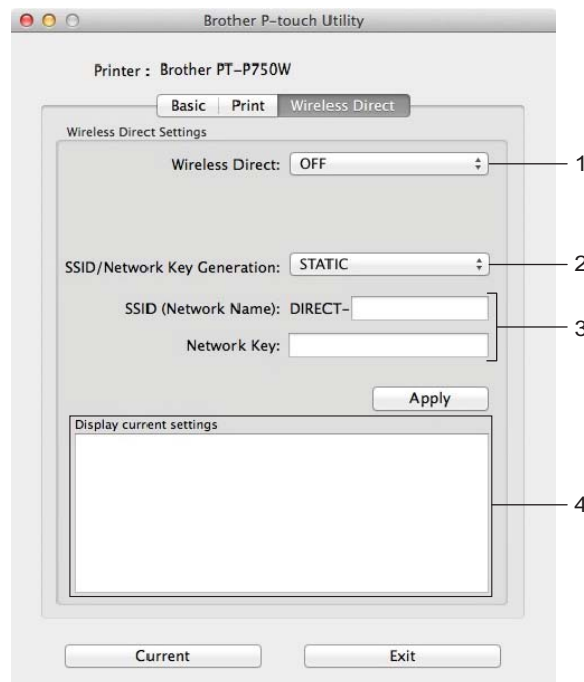 Brother P-touch Utility
Printer : Brother PT-P750W
Basic Print Wireless Direct
Wireless Direct Settings
Wireless Direct: OFF 1
SSID/Network Key Generation: STATIC 2
SSID (Network Name): DIRECT-
3
Network Key:
Apply
Display current settings
4
Current Exit